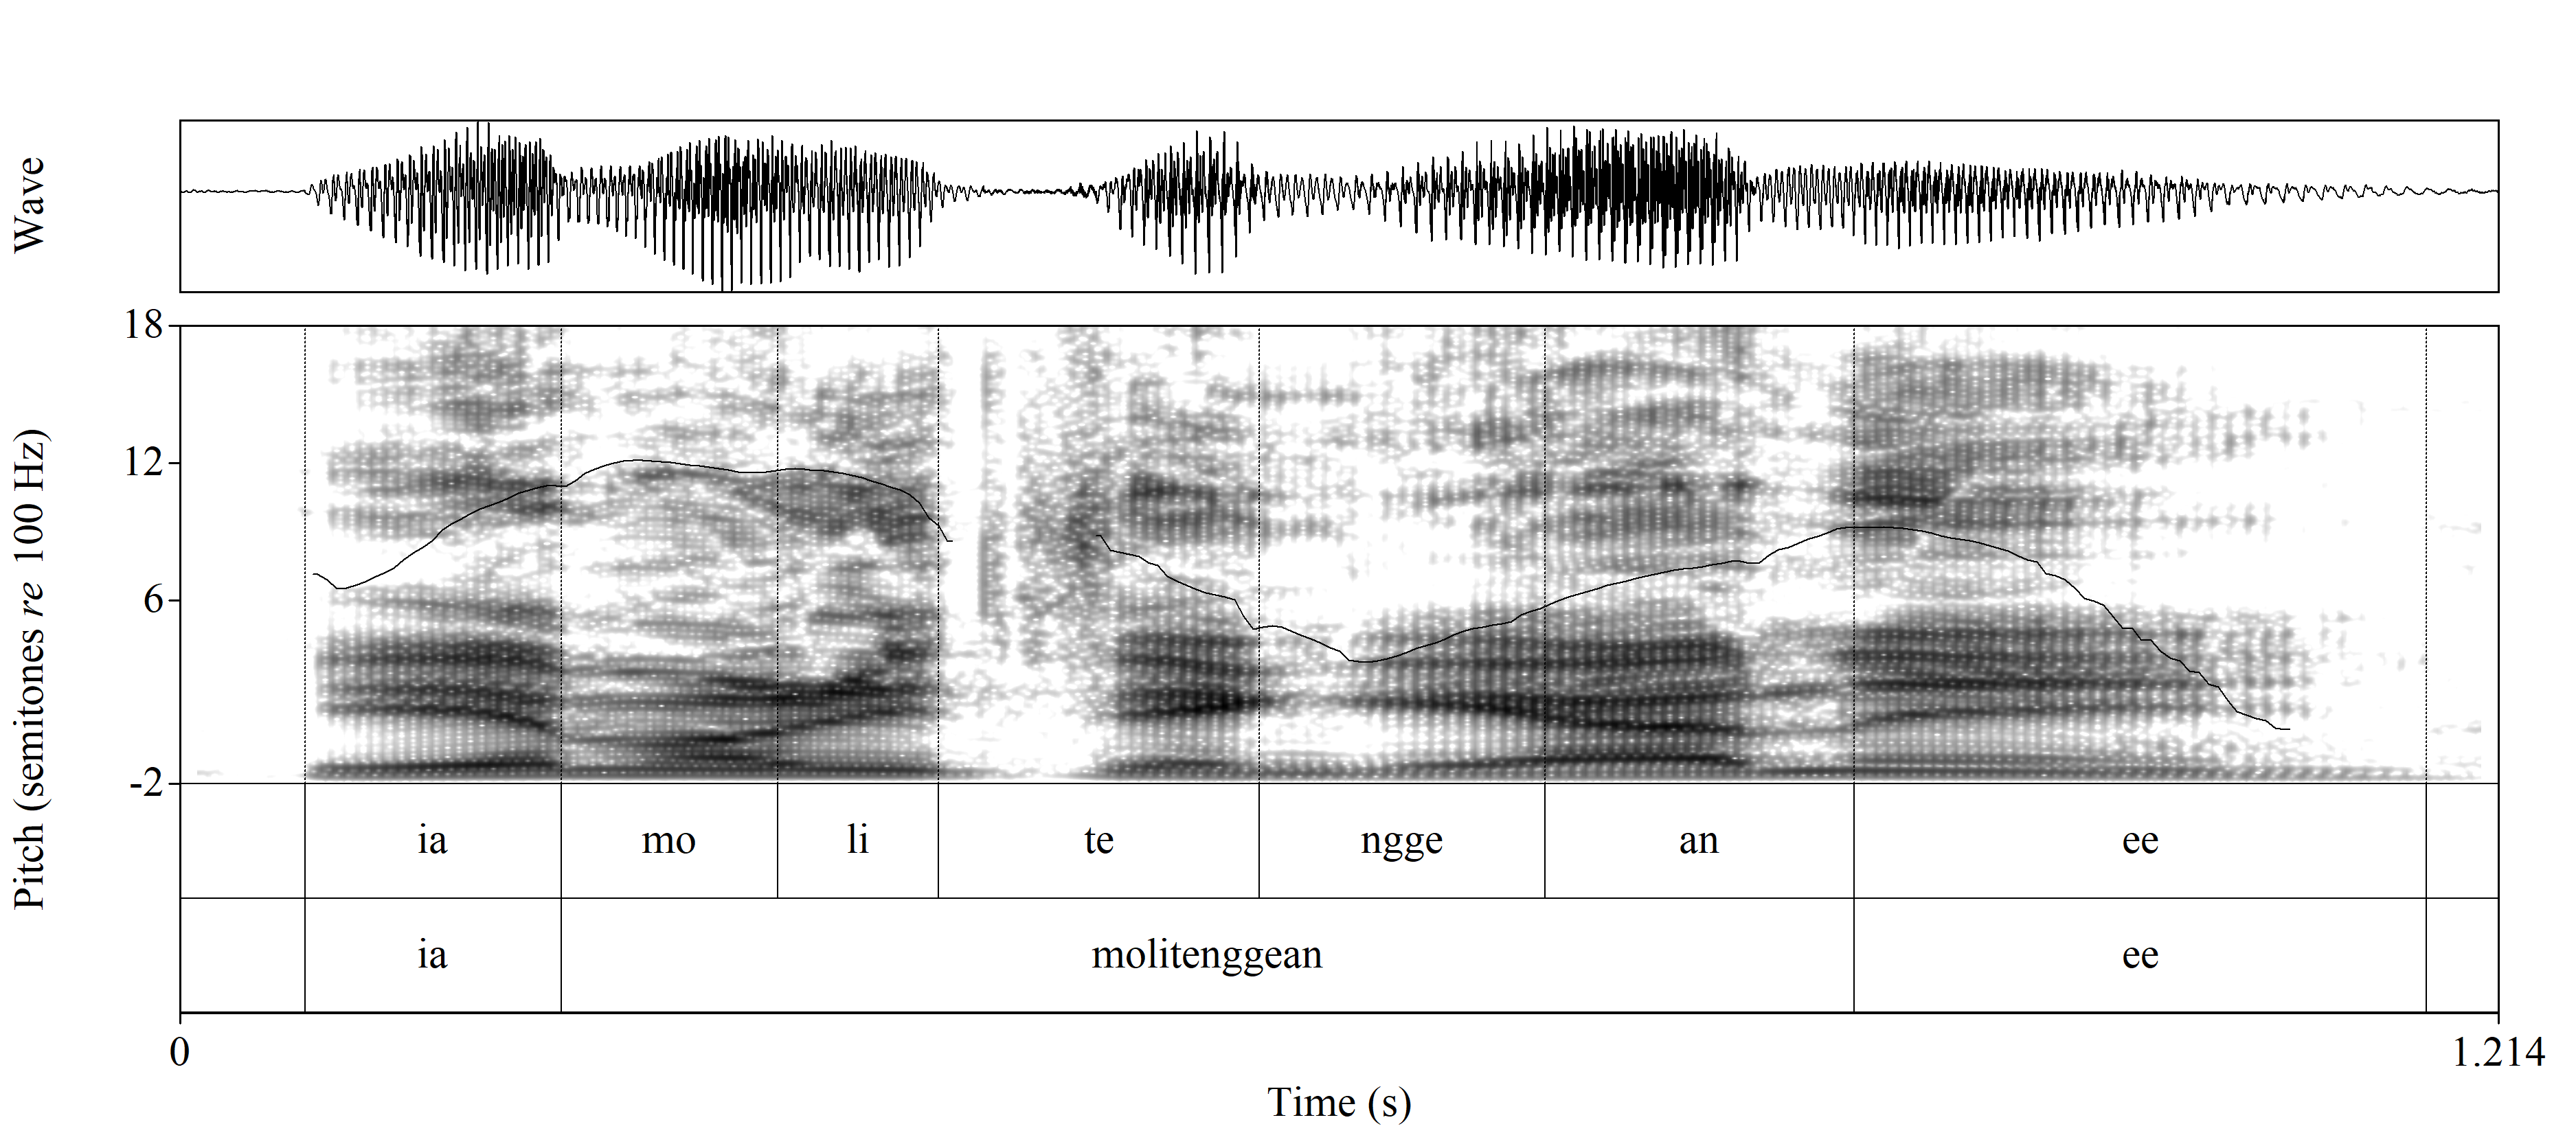 Wave
18
12
6
-2
Pitch (semitones re 100 Hz)
ia mo li te ngge an ee
ia molitenggean ee
0 1.214
Time (s)